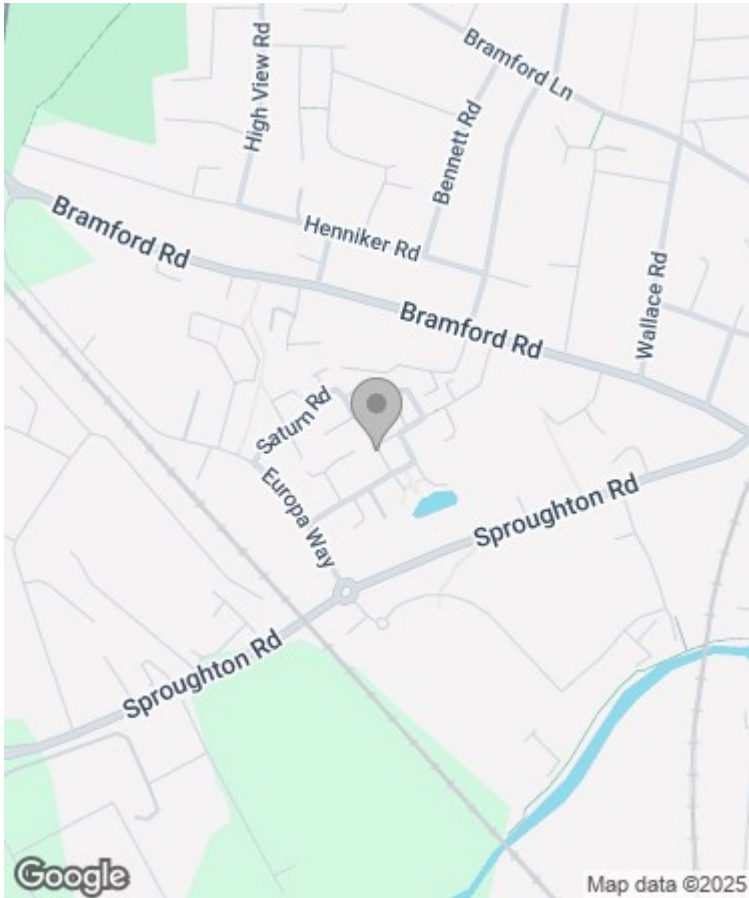 High View Rd
Bramford Ln
Bennett Rd
Bramford Rd
Henniker Rd
Wallace Rd
Bramford Rd
Saturn Rd
Europa Way
Sproughton Rd
Sproughton Rd
Google
Map data ©2025